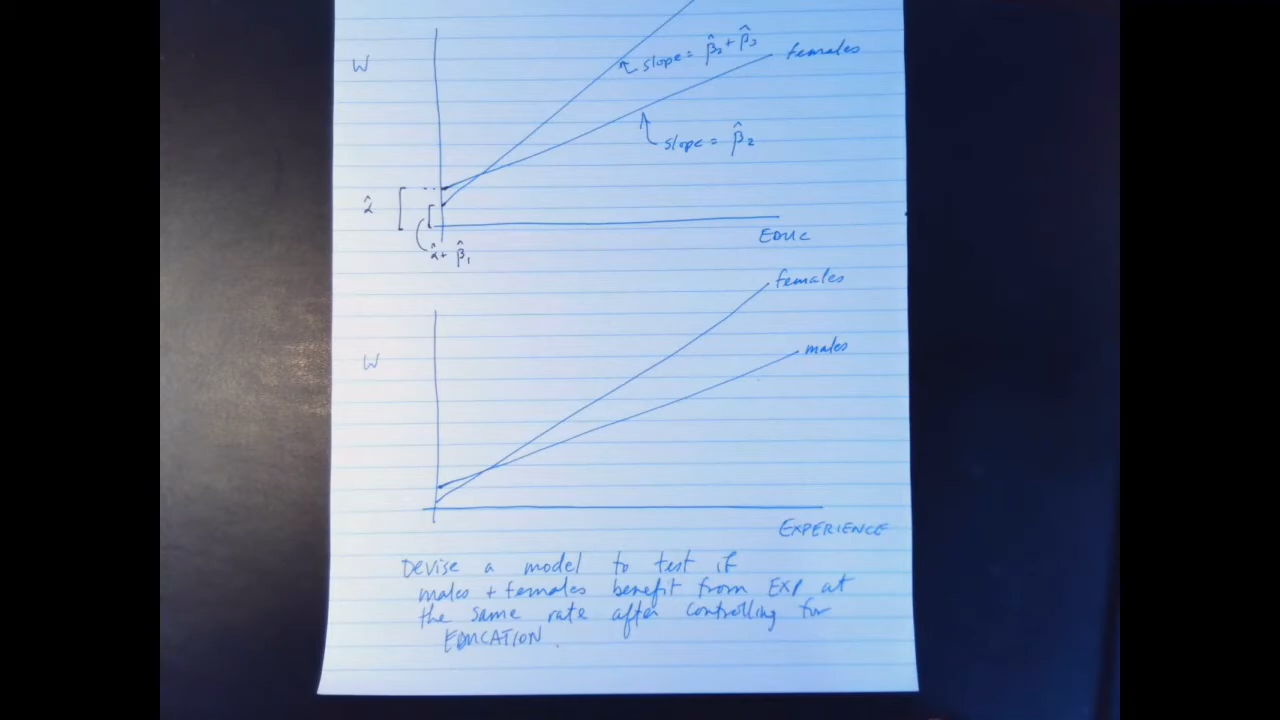 W
slope = β̂₂ + β̂₃
females
slope = β̂₂
α̂
α̂ + β̂₁
EDUC
females
W
males
EXPERIENCE
Devise a model to test if
males + females benefit from EXP at
the same rate after controlling for
EDUCATION.